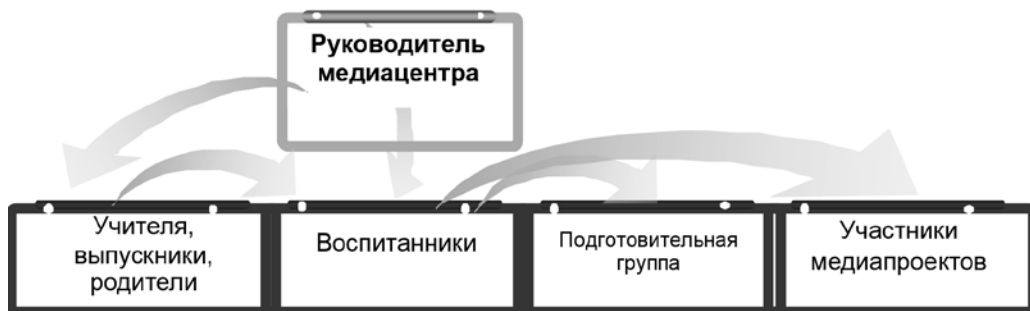 Руководитель
медиацентра
Учителя,
выпускники,
родители
Воспитанники
Подготовительная
группа
Участники
медиапроектов